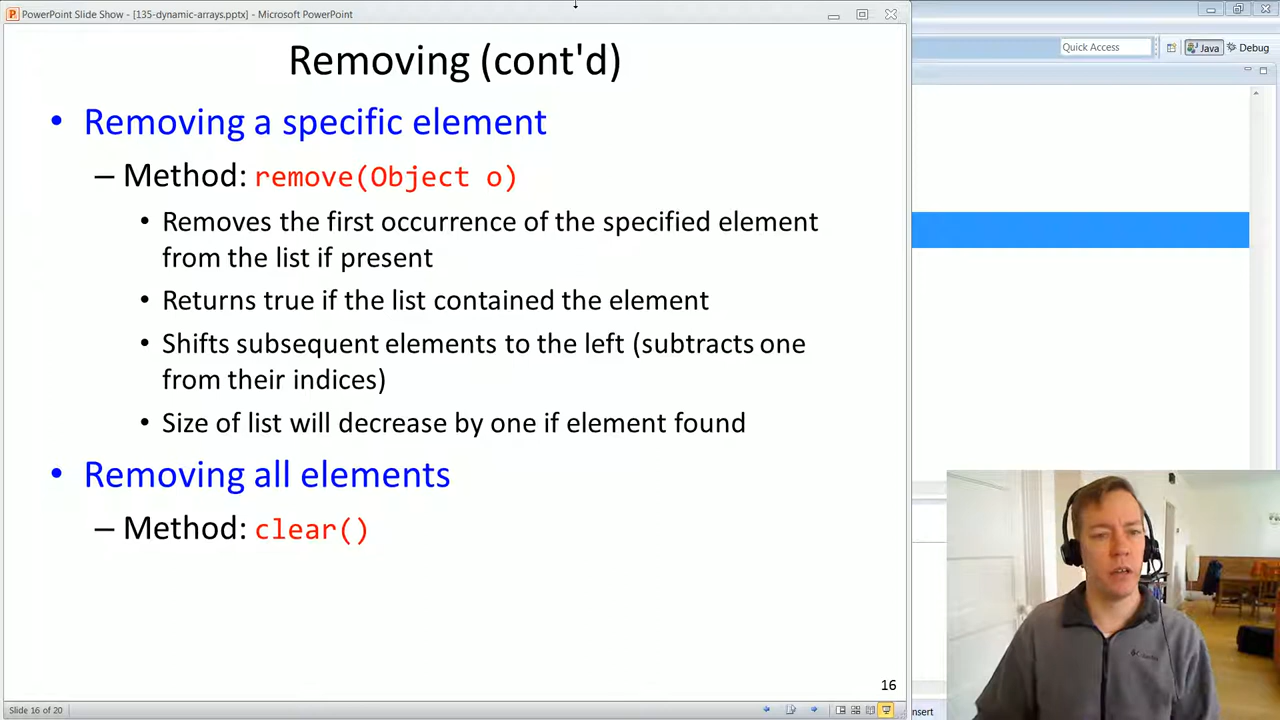 PowerPoint Slide Show - [135-dynamic-arrays.pptx] - Microsoft PowerPoint
Quick Access
Java
Debug
Removing (cont'd)
• Removing a specific element
– Method: remove(Object o)
• Removes the first occurrence of the specified element
from the list if present
• Returns true if the list contained the element
• Shifts subsequent elements to the left (subtracts one
from their indices)
• Size of list will decrease by one if element found
• Removing all elements
– Method: clear()
Columbia
16
Slide 16 of 20
nsert